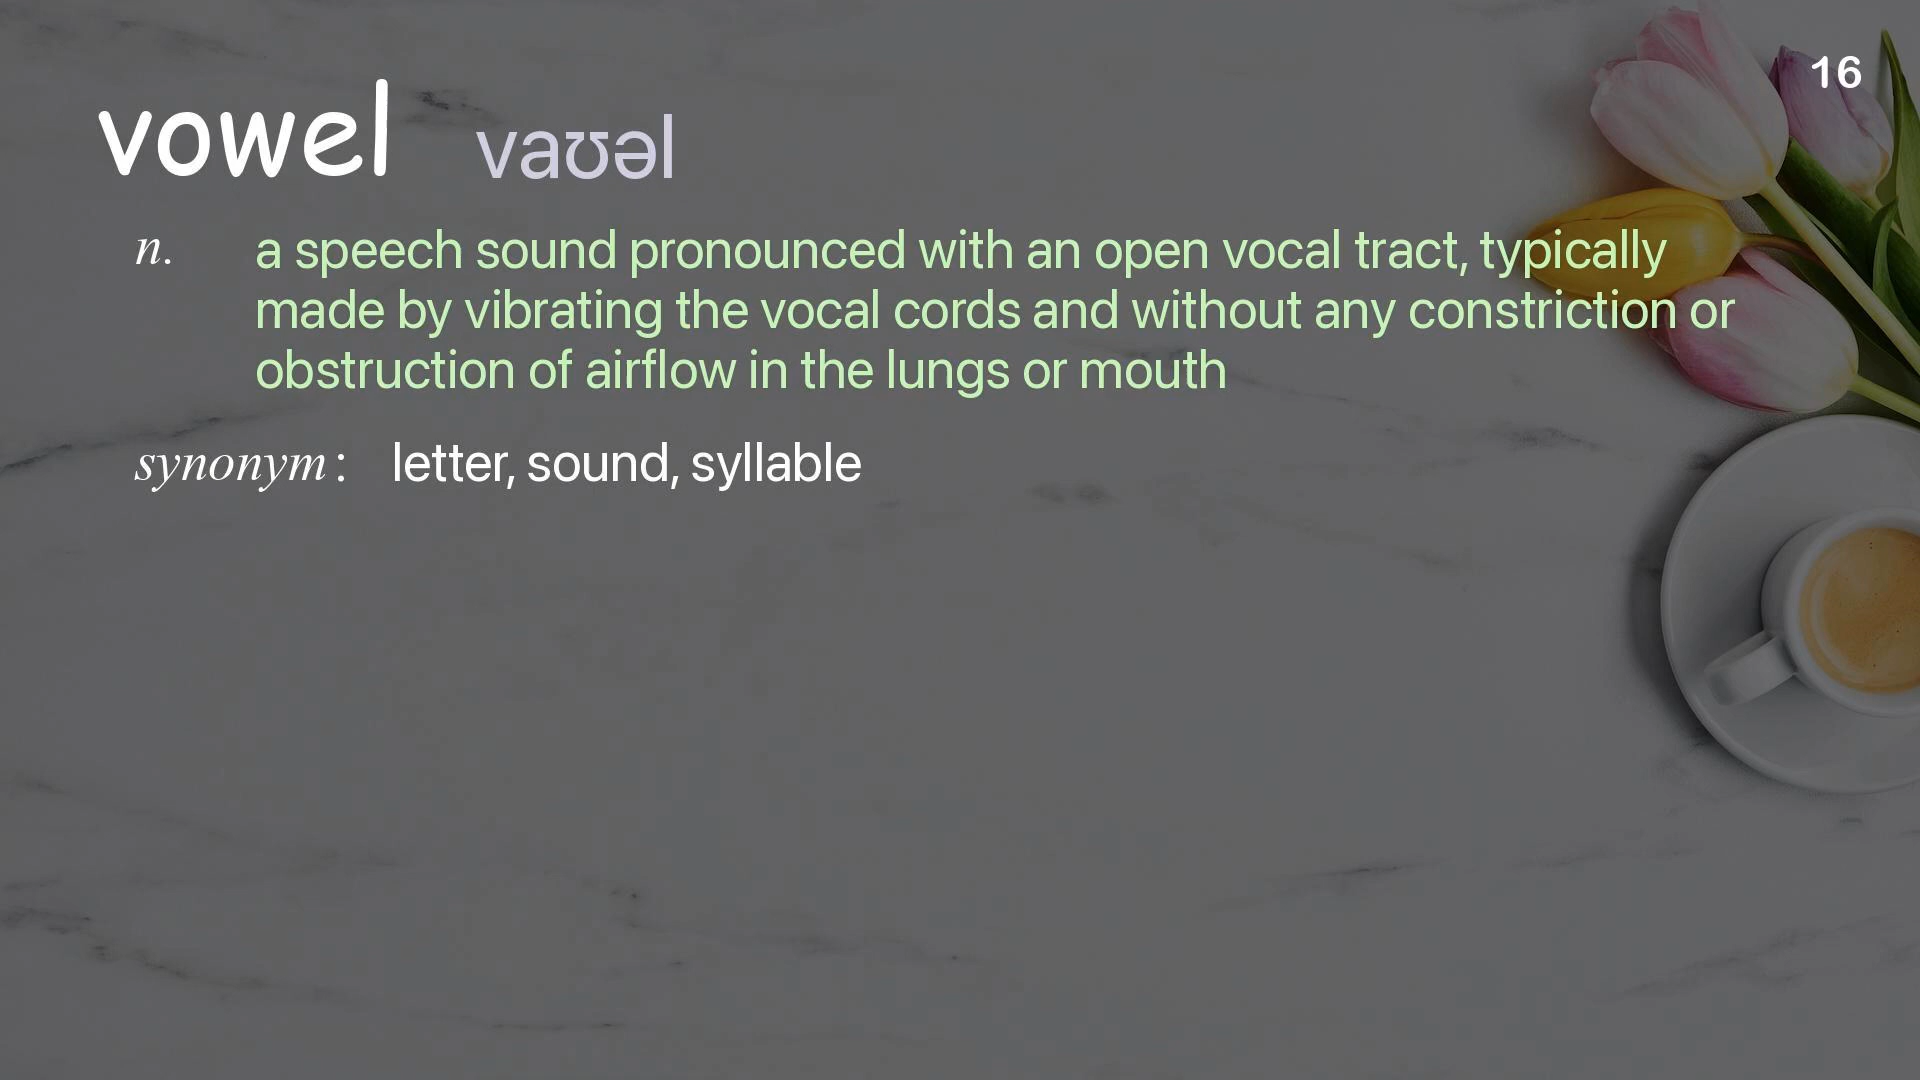 16
vowel vaʊəl
n. a speech sound pronounced with an open vocal tract, typically
made by vibrating the vocal cords and without any constriction or
obstruction of airflow in the lungs or mouth
synonym: letter, sound, syllable